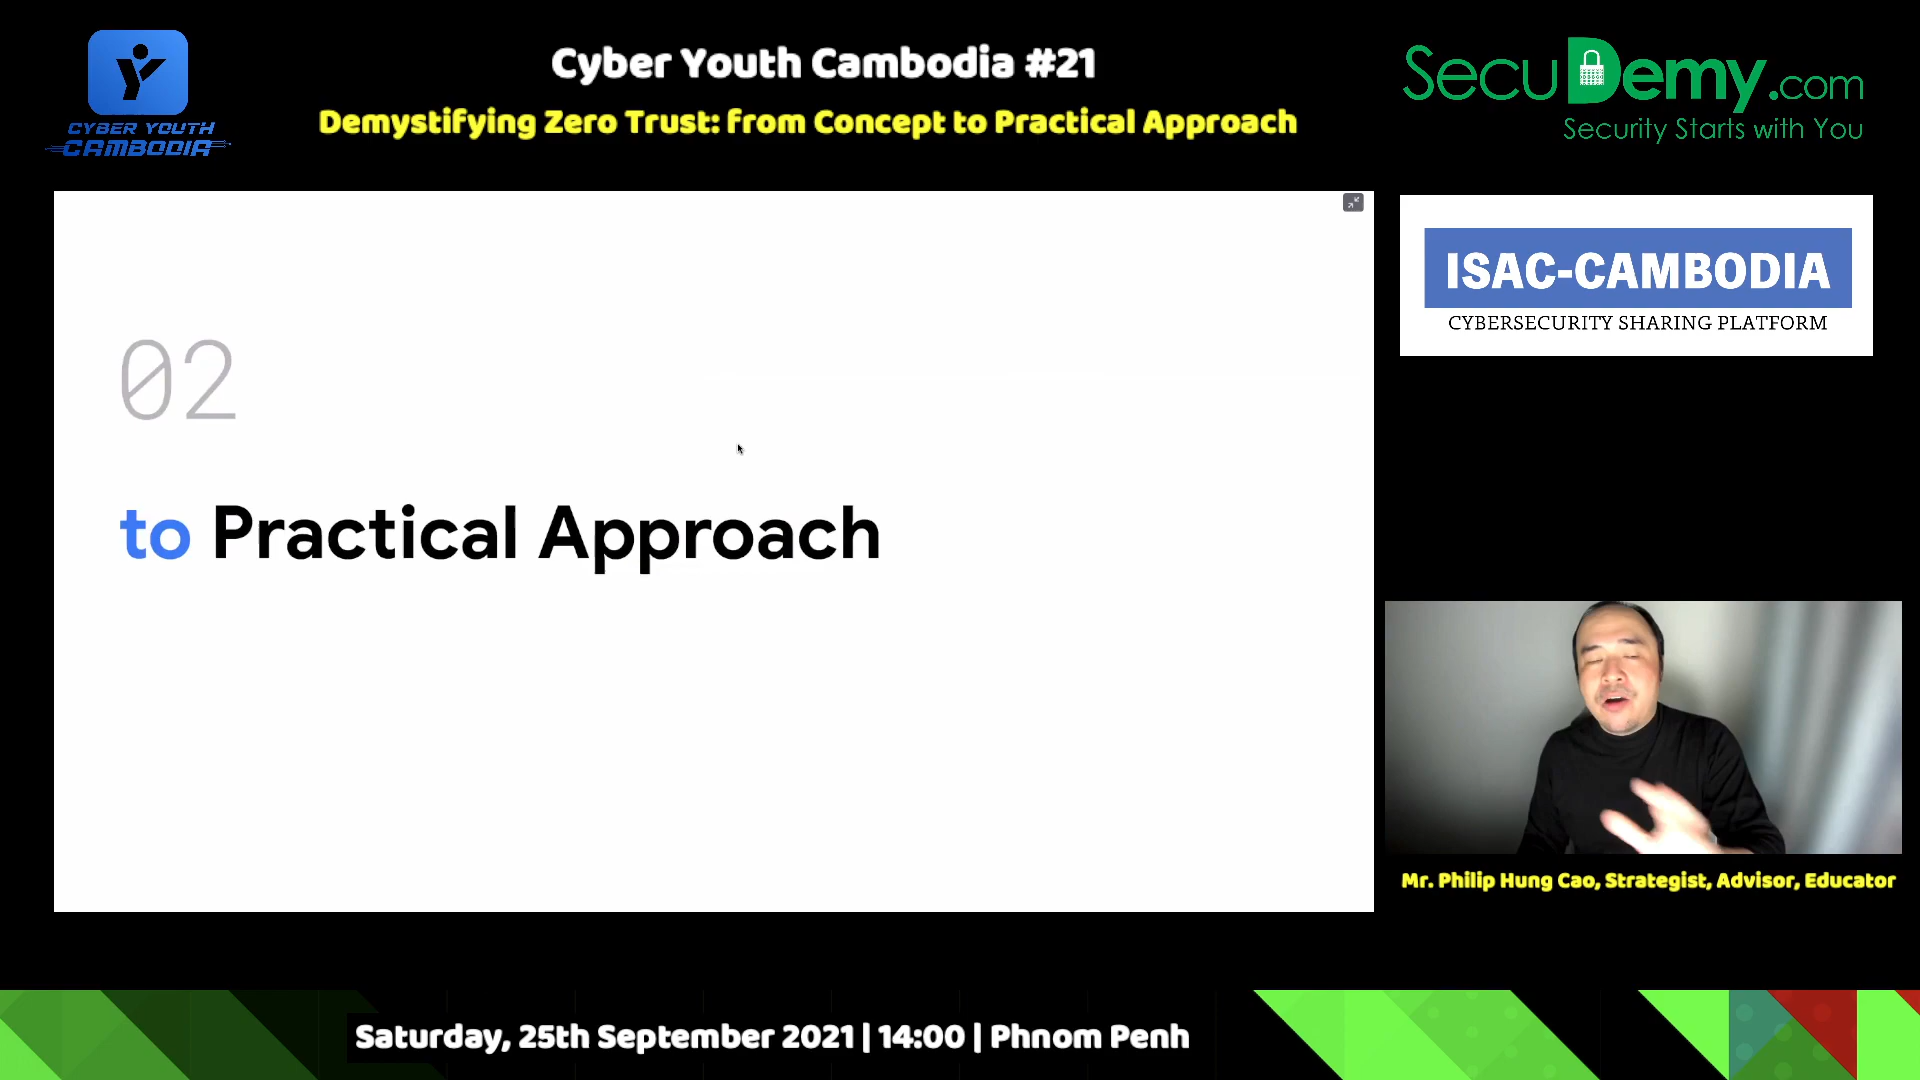 Cyber Youth Cambodia #21
Demystifying Zero Trust: from Concept to Practical Approach
CYBER YOUTH
CAMBODIA
SecuDemy.com
Security Starts with You
ISAC-CAMBODIA
CYBERSECURITY SHARING PLATFORM
02
to Practical Approach
Mr. Philip Hung Cao, Strategist, Advisor, Educator
Saturday, 25th September 2021 | 14:00 | Phnom Penh